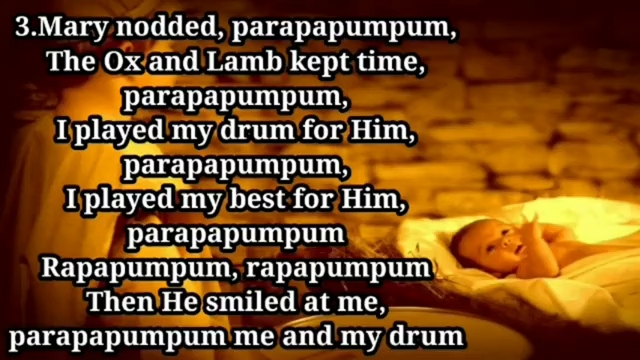 3.Mary nodded, parapapumpum,
The Ox and Lamb kept time,
parapapumpum,
I played my drum for Him,
parapapumpum,
I played my best for Him,
parapapumpum
Rapapumpum, rapapumpum
Then He smiled at me,
parapapumpum me and my drum